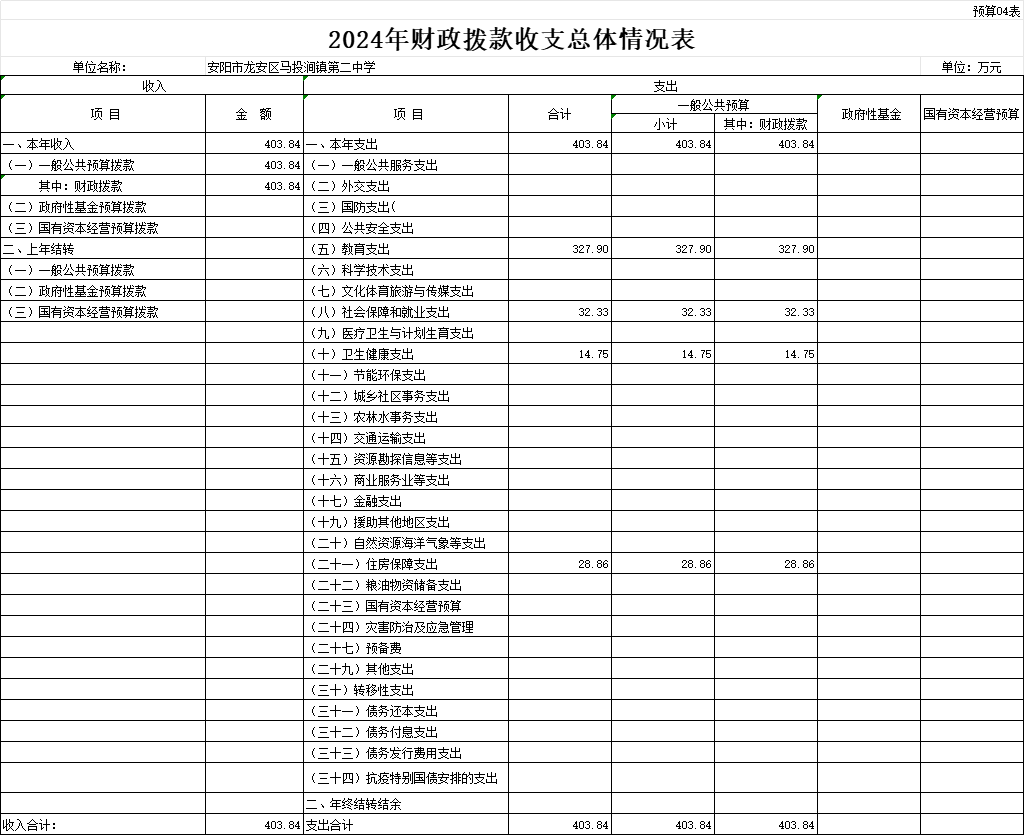 预算04表
2024年财政拨款收支总体情况表
单位名称： 安阳市龙安区马投涧镇第二中学 单位：万元
收入 支出
项 目 金 额 项 目 合计 一般公共预算 政府性基金 国有资本经营预算
小计 其中：财政拨款
一、本年收入 403.84 一、本年支出 403.84 403.84 403.84
（一）一般公共预算拨款 403.84 （一）一般公共服务支出
其中：财政拨款 403.84 （二）外交支出
（二）政府性基金预算拨款 （三）国防支出(
（三）国有资本经营预算拨款 （四）公共安全支出
二、上年结转 （五）教育支出 327.90 327.90 327.90
（一）一般公共预算拨款 （六）科学技术支出
（二）政府性基金预算拨款 （七）文化体育旅游与传媒支出
（三）国有资本经营预算拨款 （八）社会保障和就业支出 32.33 32.33 32.33
（九）医疗卫生与计划生育支出
（十）卫生健康支出 14.75 14.75 14.75
（十一）节能环保支出
（十二）城乡社区事务支出
（十三）农林水事务支出
（十四）交通运输支出
（十五）资源勘探信息等支出
（十六）商业服务业等支出
（十七）金融支出
（十九）援助其他地区支出
（二十）自然资源海洋气象等支出
（二十一）住房保障支出 28.86 28.86 28.86
（二十二）粮油物资储备支出
（二十三）国有资本经营预算
（二十四）灾害防治及应急管理
（二十七）预备费
（二十九）其他支出
（三十）转移性支出
（三十一）债务还本支出
（三十二）债务付息支出
（三十三）债务发行费用支出
（三十四）抗疫特别国债安排的支出
二、年终结转结余
收入合计： 403.84 支出合计 403.84 403.84 403.84